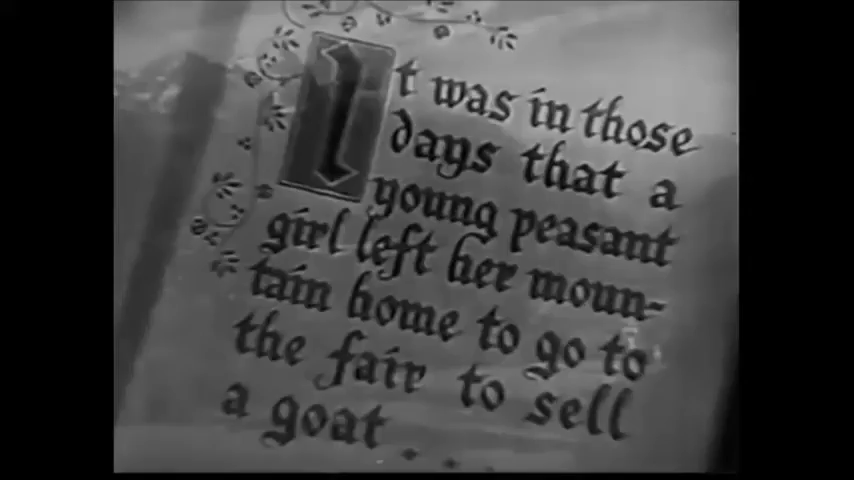 It was in those
days that a
young peasant
girl left her moun-
tain home to go to
the fair to sell
a goat...